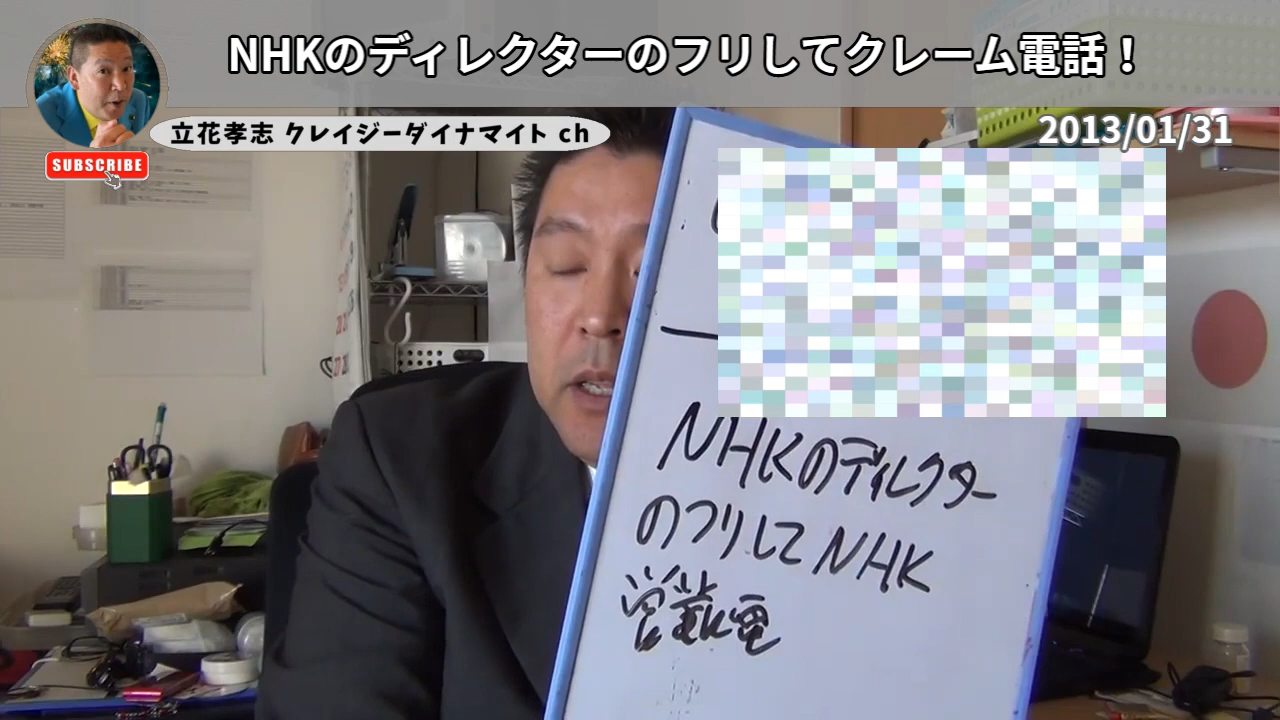 NHKのディレクターのフリしてクレーム電話！
立花孝志 クレイジーダイナマイト ch
SUBSCRIBE
2013/01/31
NHKのディレクター
のフリしてNHK